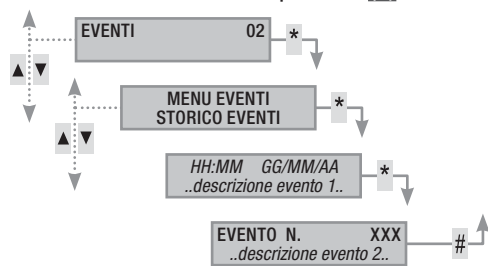 EVENTI 02
*
▲ ▼
MENU EVENTI
STORICO EVENTI
*
▲ ▼
HH:MM GG/MM/AA
..descrizione evento 1..
*
EVENTO N. XXX
..descrizione evento 2..
#